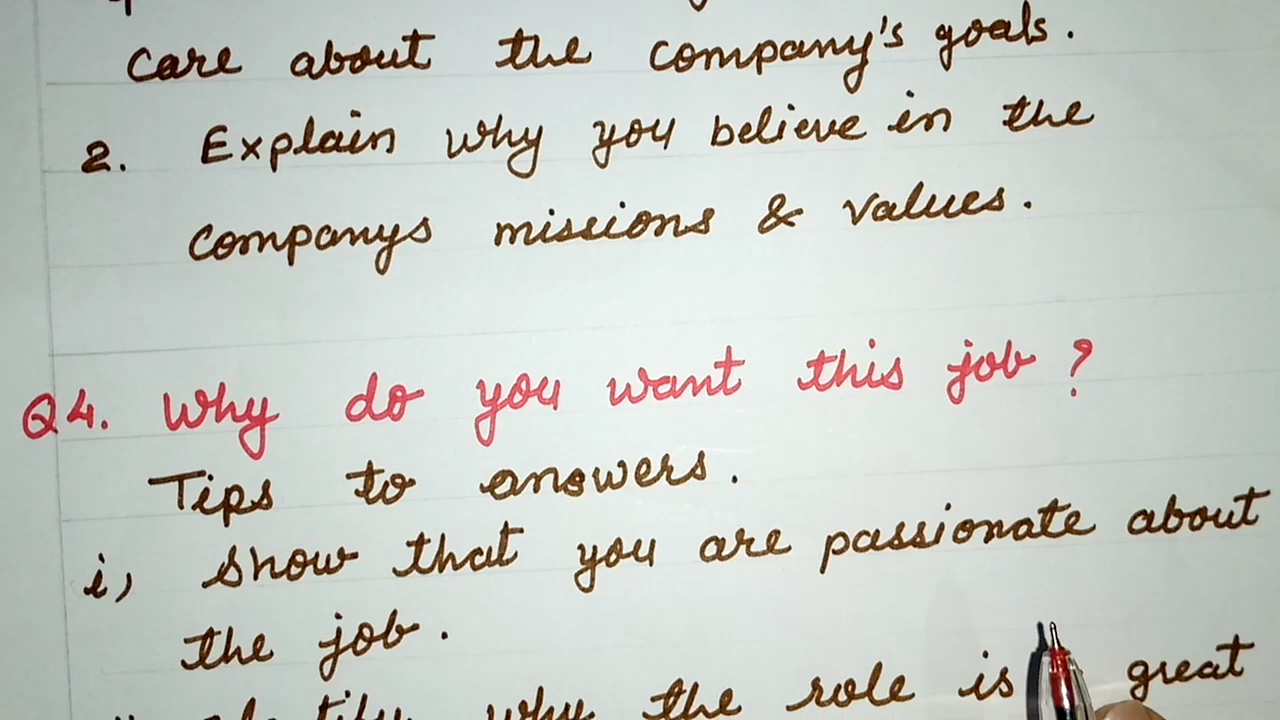 care about the company's goals.
2. Explain why you believe in the
companys missions & values.
Q4. Why do you want this job ?
Tips to answers.
i, show that you are passionate about
the job.
why the role is great